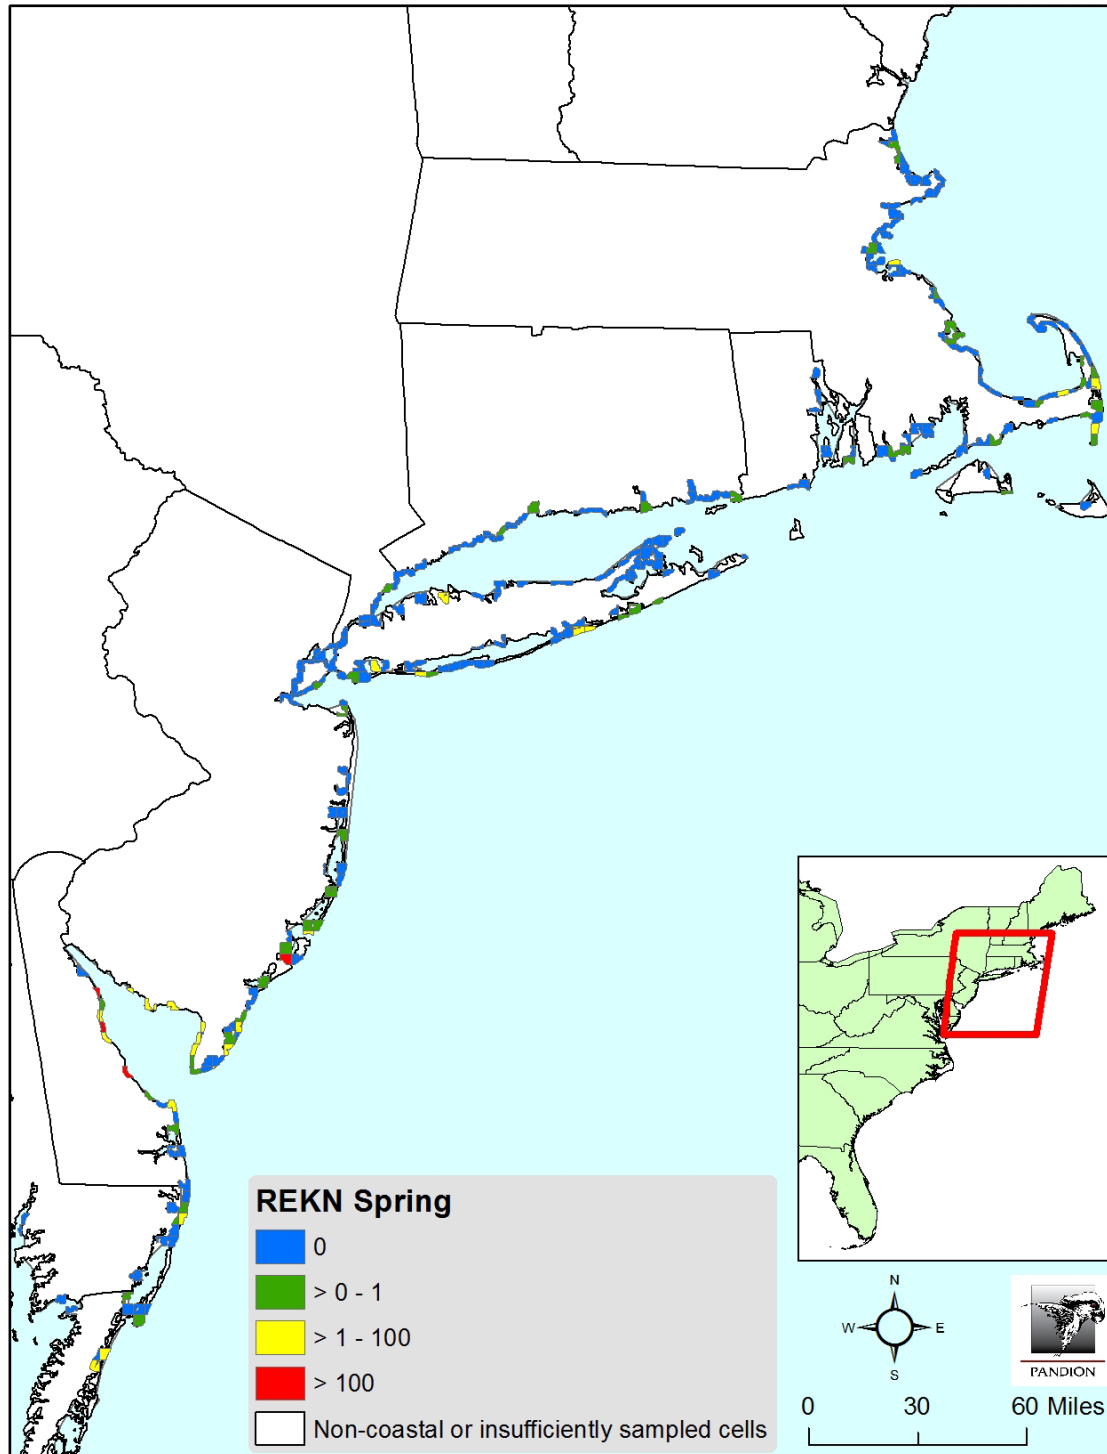 REKN Spring
0
> 0 - 1
> 1 - 100
> 100
Non-coastal or insufficiently sampled cells
N
W E
S
PANDION
0 30 60 Miles